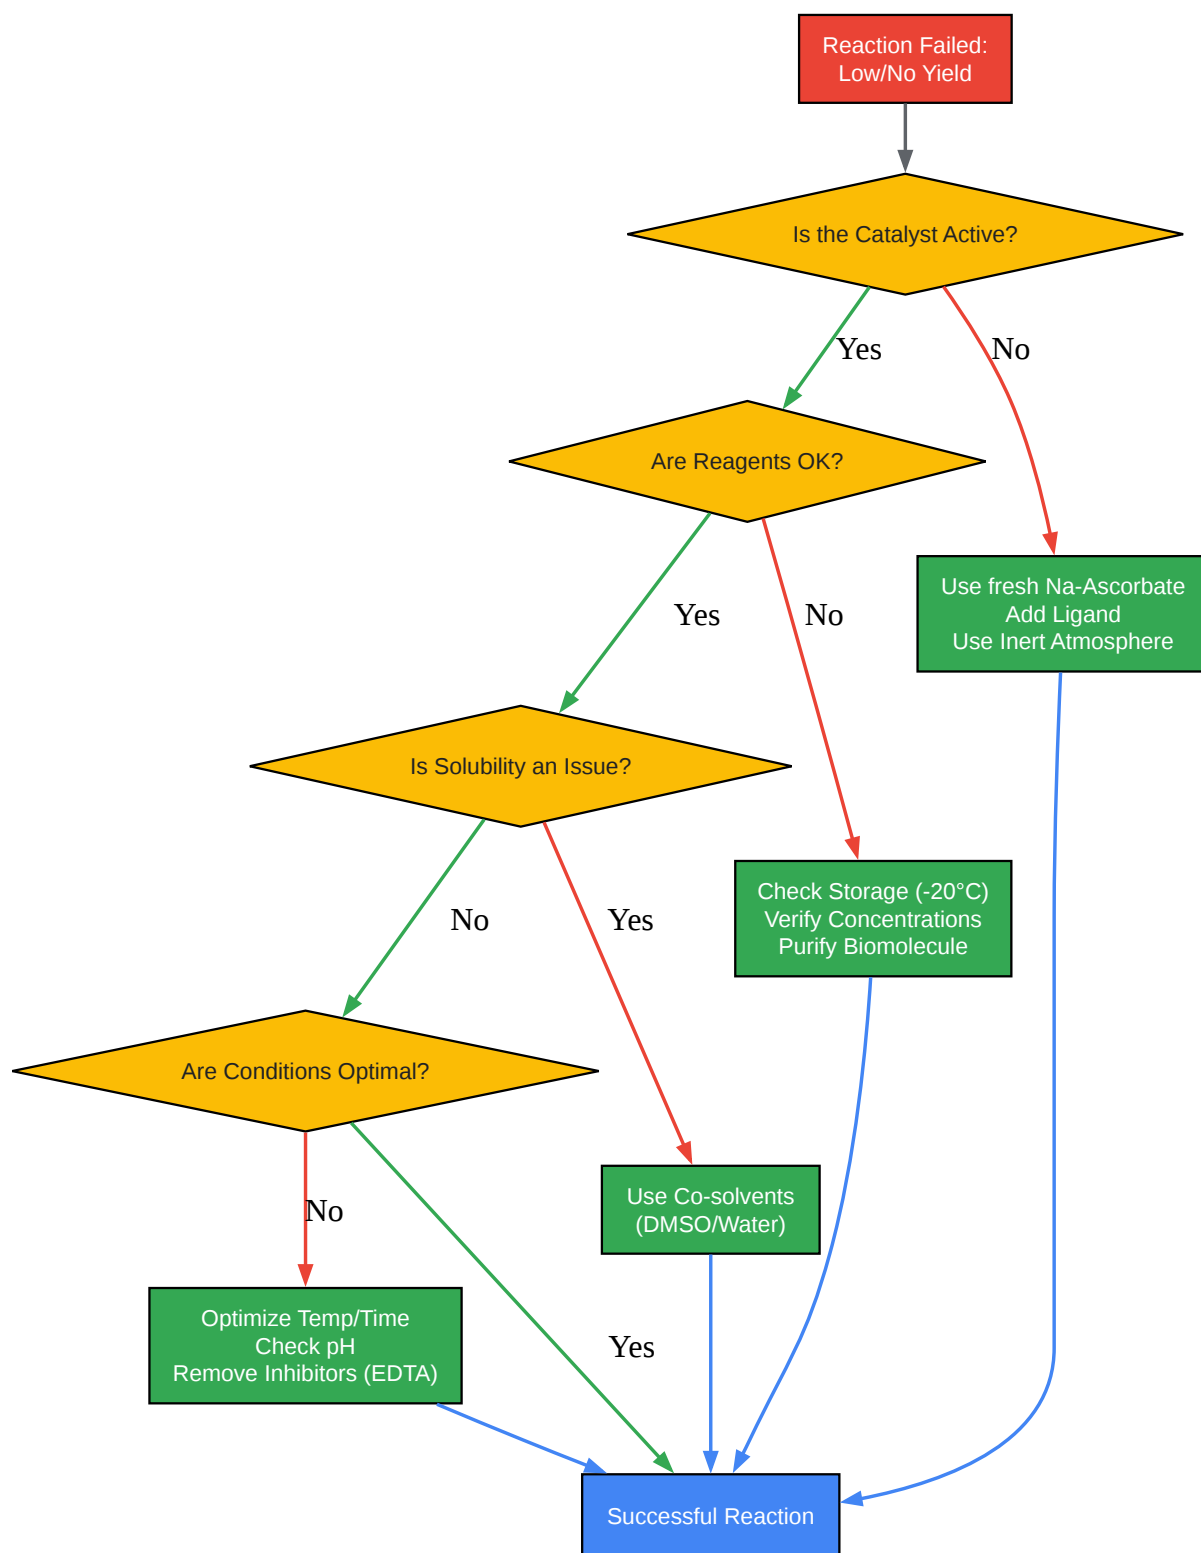 Reaction Failed:
Low/No Yield
Is the Catalyst Active?
Yes
No
Are Reagents OK?
Use fresh Na-Ascorbate
Add Ligand
Use Inert Atmosphere
Yes
No
Is Solubility an Issue?
Check Storage (-20°C)
Verify Concentrations
Purify Biomolecule
No
Yes
Are Conditions Optimal?
Use Co-solvents
(DMSO/Water)
No
Optimize Temp/Time
Check pH
Remove Inhibitors (EDTA)
Yes
Successful Reaction